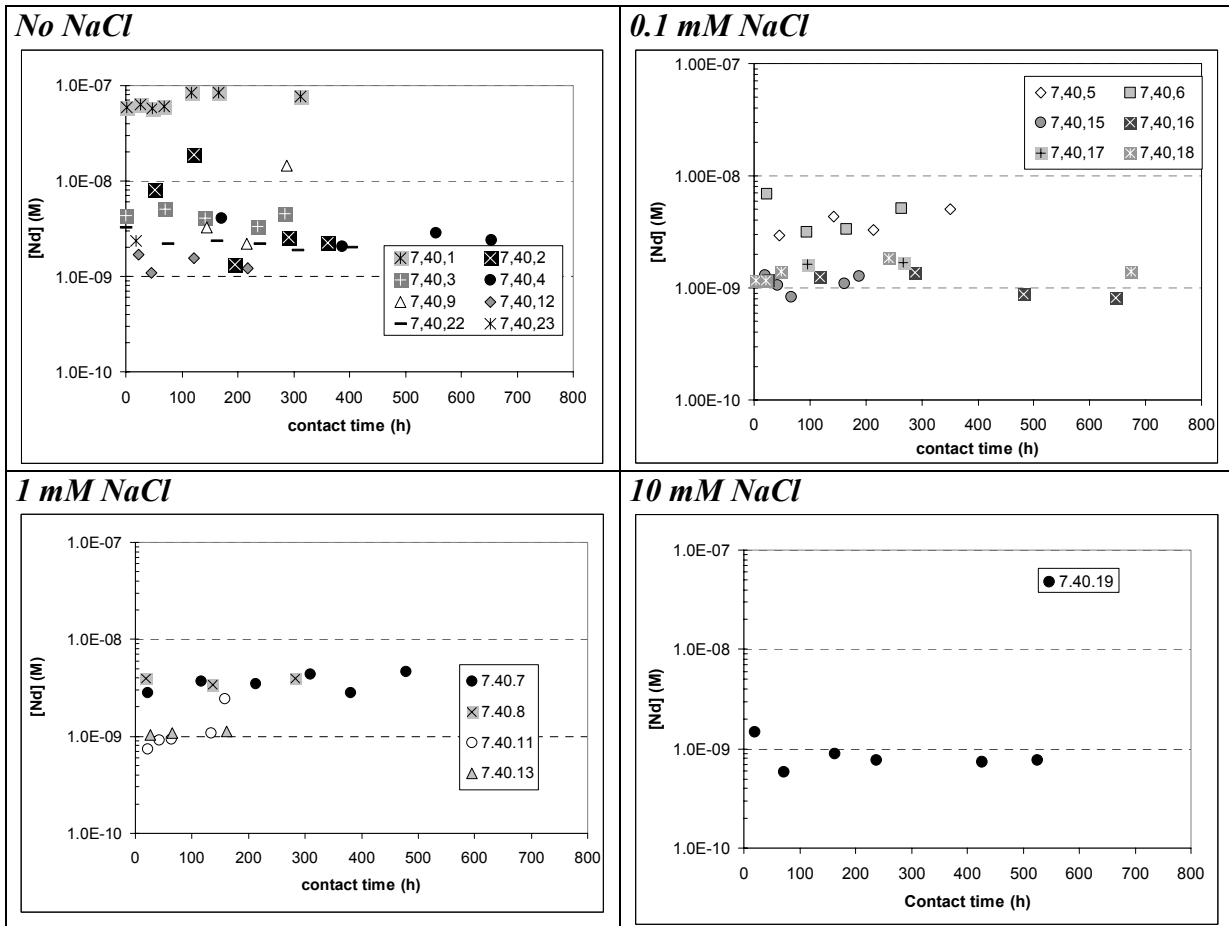 No NaCl
1.0E-07
1.0E-08
1.0E-09
1.0E-10
[Nd] (M)
7,40,1 7,40,2
7,40,3 7,40,4
7,40,9 7,40,12
7,40,22 7,40,23
0 100 200 300 400 500 600 700 800
contact time (h)
0.1 mM NaCl
1.00E-07
1.00E-08
1.00E-09
1.00E-10
[Nd] (M)
7,40,5 7,40,6
7,40,15 7,40,16
7,40,17 7,40,18
0 100 200 300 400 500 600 700 800
contact time (h)
1 mM NaCl
1.0E-07
1.0E-08
1.0E-09
1.0E-10
[Nd] (M)
7.40.7
7.40.8
7.40.11
7.40.13
0 100 200 300 400 500 600 700 800
contact time (h)
10 mM NaCl
1.0E-07
1.0E-08
1.0E-09
1.0E-10
[Nd] (M)
7.40.19
0 100 200 300 400 500 600 700 800
Contact time (h)